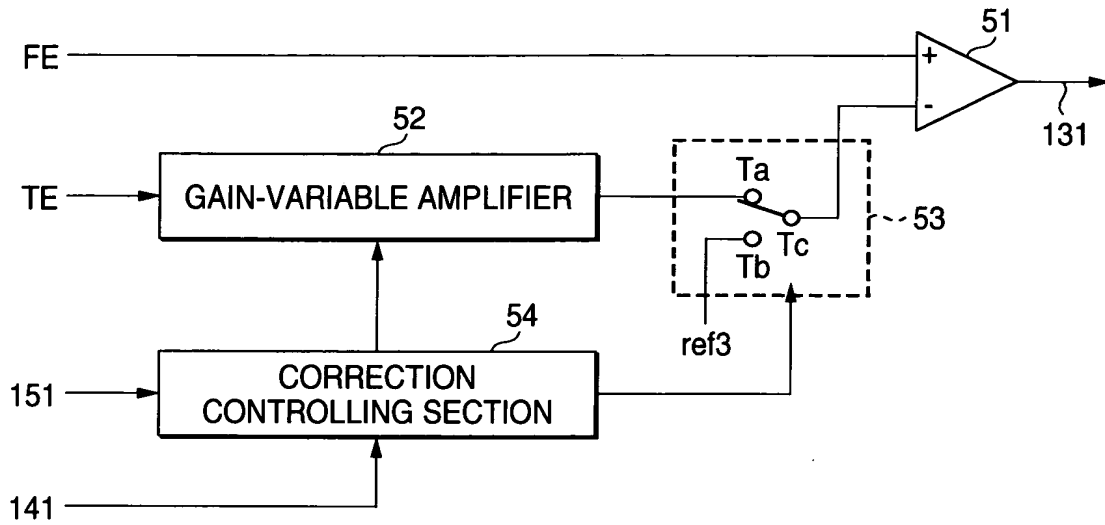 FE
+
51
-
131
52
TE
GAIN-VARIABLE AMPLIFIER
Ta
Tc
Tb
53
ref3
54
151
CORRECTION
CONTROLLING SECTION
141